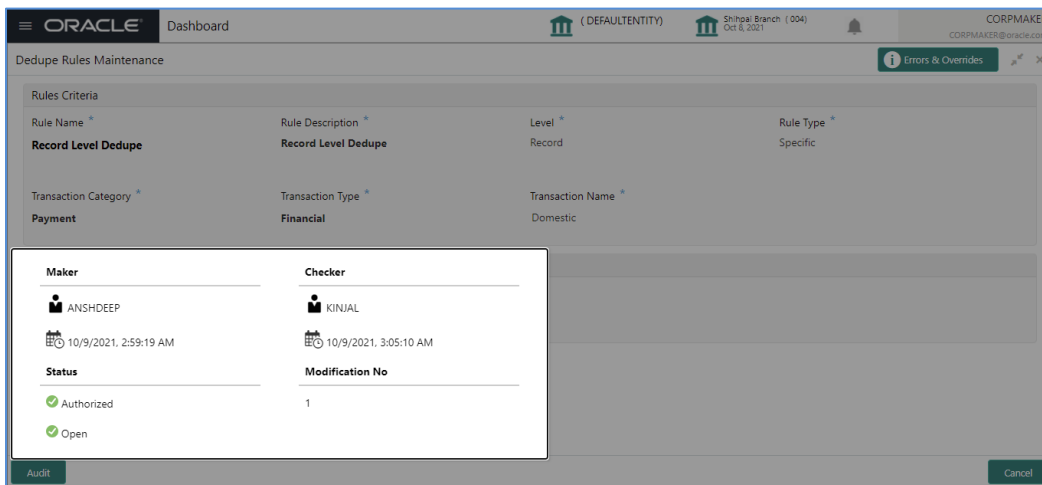 ORACLE® Dashboard ( DEFAULTENTITY) Shihpai Branch ( 004) CORPMAKE
Oct 8, 2021 CORPMAKER@oracle.co
Dedupe Rules Maintenance Errors & Overrides
Rules Criteria
Rule Name * Rule Description * Level * Rule Type *
Record Level Dedupe Record Level Dedupe Record Specific
Transaction Category * Transaction Type * Transaction Name *
Payment Financial Domestic
Maker Checker
ANSHDEEP KINJAL
10/9/2021, 2:59:19 AM 10/9/2021, 3:05:10 AM
Status Modification No
Authorized 1
Open
Audit Cancel